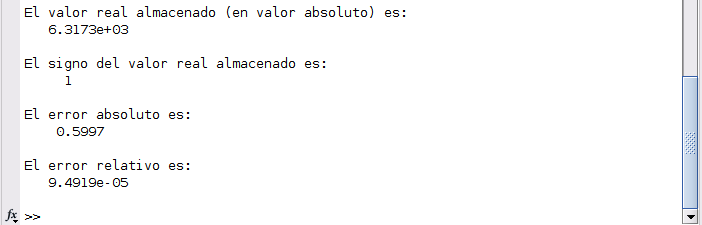 El valor real almacenado (en valor absoluto) es:
6.3173e+03
El signo del valor real almacenado es:
1
El error absoluto es:
0.5997
El error relativo es:
9.4919e-05
fx >>